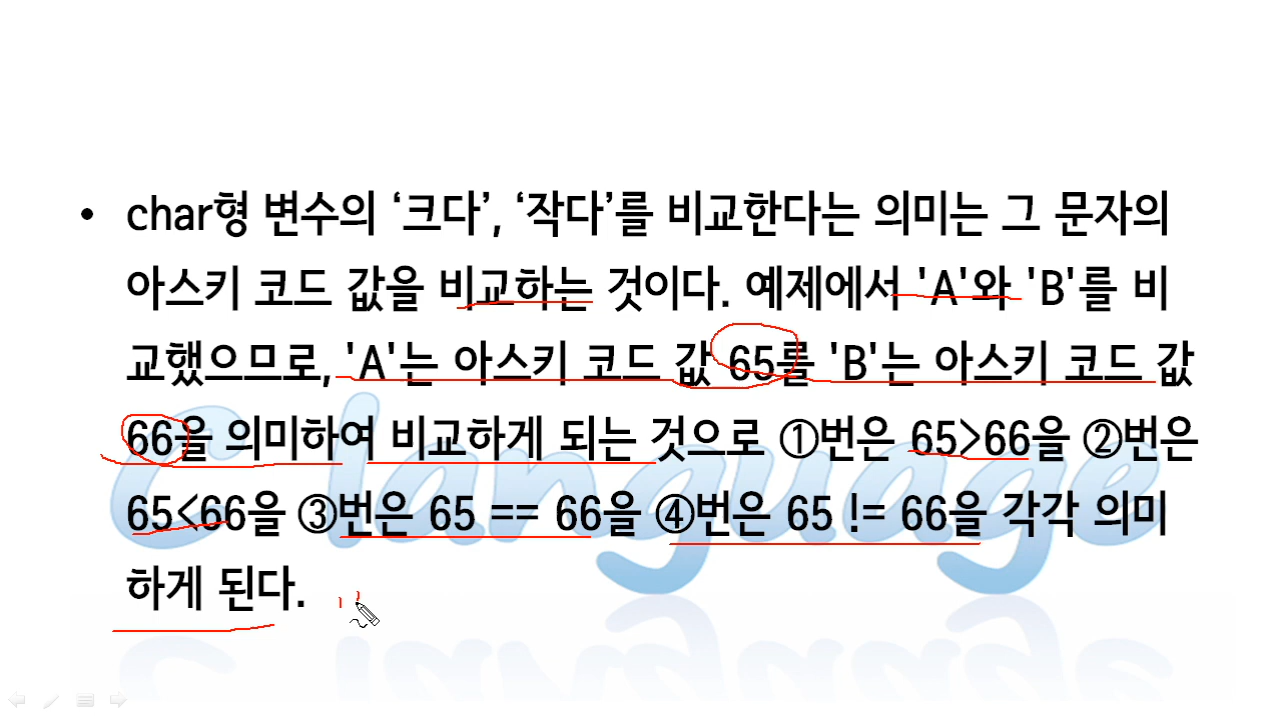 • char형 변수의 ‘크다’, ‘작다’를 비교한다는 의미는 그 문자의
아스키 코드 값을 비교하는 것이다. 예제에서 'A'와 'B'를 비
교했으므로, 'A'는 아스키 코드 값 65를 'B'는 아스키 코드 값
66을 의미하여 비교하게 되는 것으로 ①번은 65>66을 ②번은
65<66을 ③번은 65 == 66을 ④번은 65 != 66을 각각 의미
하게 된다.
C language